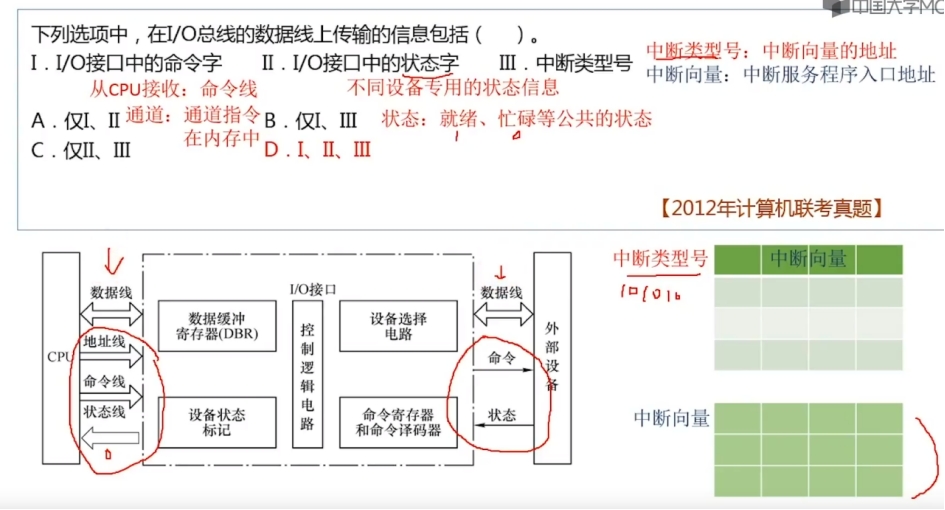 中国大学MO
下列选项中，在I/O总线的数据线上传输的信息包括（　　）。
I．I/O接口中的命令字　II．I/O接口中的状态字　III．中断类型号
中断类型号：中断向量的地址
中断向量：中断服务程序入口地址
从CPU接收：命令线　不同设备专用的状态信息
A．仅I、II　通道：通道指令在内存中　B．仅I、III　状态：就绪、忙碌等公共的状态
1　0
C．仅II、III　D．I、II、III
【2012年计算机联考真题】
CPU
数据线
地址线
命令线
状态线
0
I/O接口
数据缓冲
寄存器(DBR)
设备状态
标记
控制逻辑电路
设备选择
电路
命令寄存器
和命令译码器
数据线
命令
状态
外部设备
中断类型号
中断向量
中断向量